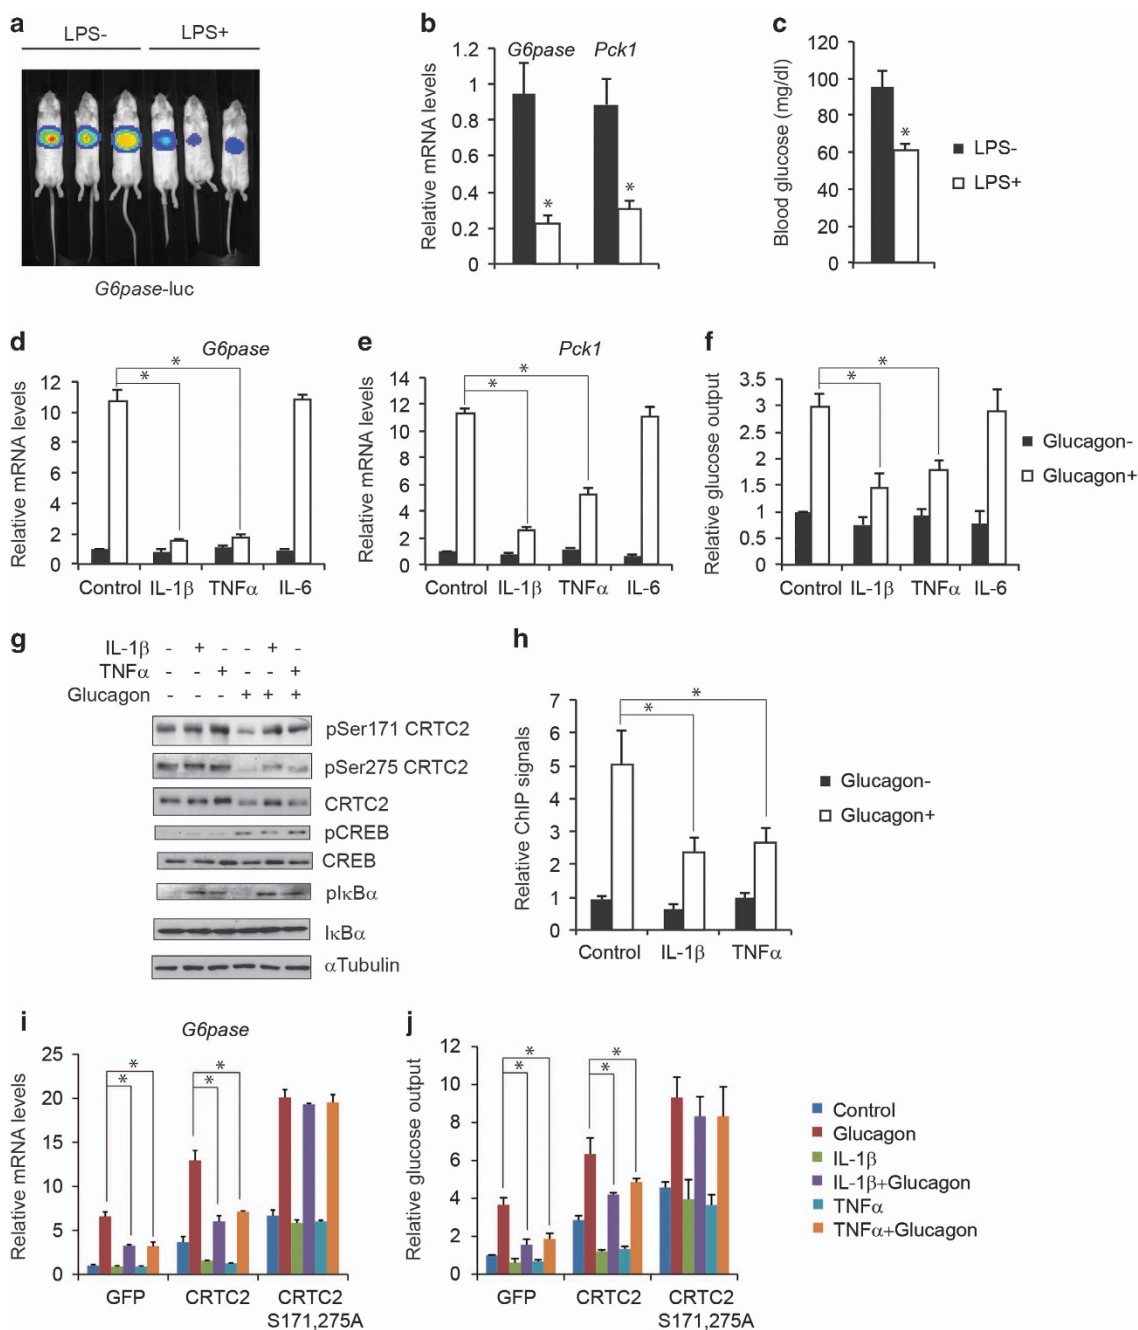 a
LPS- LPS+
G6pase-luc
b
G6pase Pck1
Relative mRNA levels
1.2
1
0.8
0.6
0.4
0.2
0
*
*
c
Blood glucose (mg/dl)
120
100
80
60
40
20
0
*
LPS-
LPS+
d
G6pase
Relative mRNA levels
12
10
8
6
4
2
0
*
*
Control IL-1β TNFα IL-6
e
Pck1
Relative mRNA levels
14
12
10
8
6
4
2
0
*
*
Control IL-1β TNFα IL-6
f
Relative glucose output
3.5
3
2.5
2
1.5
1
0.5
0
*
*
Control IL-1β TNFα IL-6
Glucagon-
Glucagon+
g
IL-1β - + - - + -
TNFα - - + - - +
Glucagon - - - + + +
pSer171 CRTC2
pSer275 CRTC2
CRTC2
pCREB
CREB
pIκBα
IκBα
αTubulin
h
Relative ChIP signals
7
6
5
4
3
2
1
0
*
*
Control IL-1β TNFα
Glucagon-
Glucagon+
i
G6pase
Relative mRNA levels
25
20
15
10
5
0
*
*
*
*
GFP CRTC2 CRTC2
S171,275A
j
Relative glucose output
12
10
8
6
4
2
0
*
*
*
*
GFP CRTC2 CRTC2
S171,275A
Control
Glucagon
IL-1β
IL-1β+Glucagon
TNFα
TNFα+Glucagon